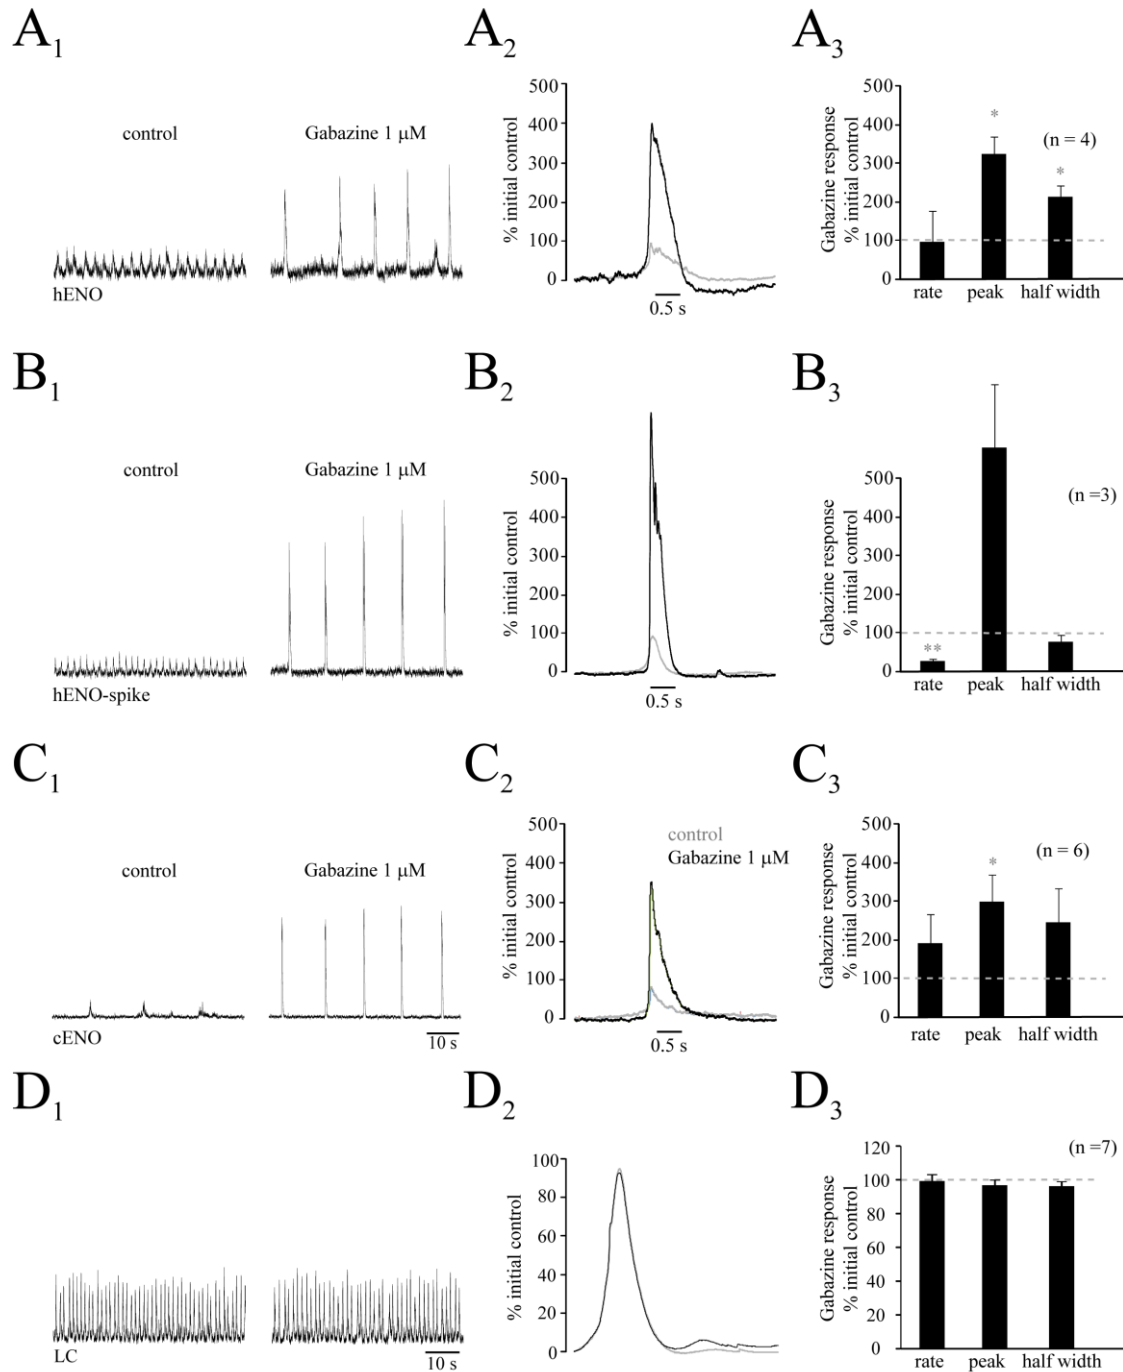 A1
A2
A3
control
Gabazine 1 μM
hENO
% initial control
500
400
300
200
100
0
0.5 s
Gabazine response
% initial control
500
400
300
200
100
0
*
(n = 4)
*
rate peak half width
B1
B2
B3
control
Gabazine 1 μM
hENO-spike
% initial control
500
400
300
200
100
0
0.5 s
Gabazine response
% initial control
500
400
300
200
100
0
(n =3)
**
rate peak half width
C1
C2
C3
control
Gabazine 1 μM
cENO
10 s
% initial control
500
400
300
200
100
0
control
Gabazine 1 μM
0.5 s
Gabazine response
% initial control
500
400
300
200
100
0
*
(n = 6)
rate peak half width
D1
D2
D3
LC
10 s
% initial control
100
80
60
40
20
0
Gabazine response
% initial control
120
100
80
60
40
20
0
(n =7)
rate peak half width